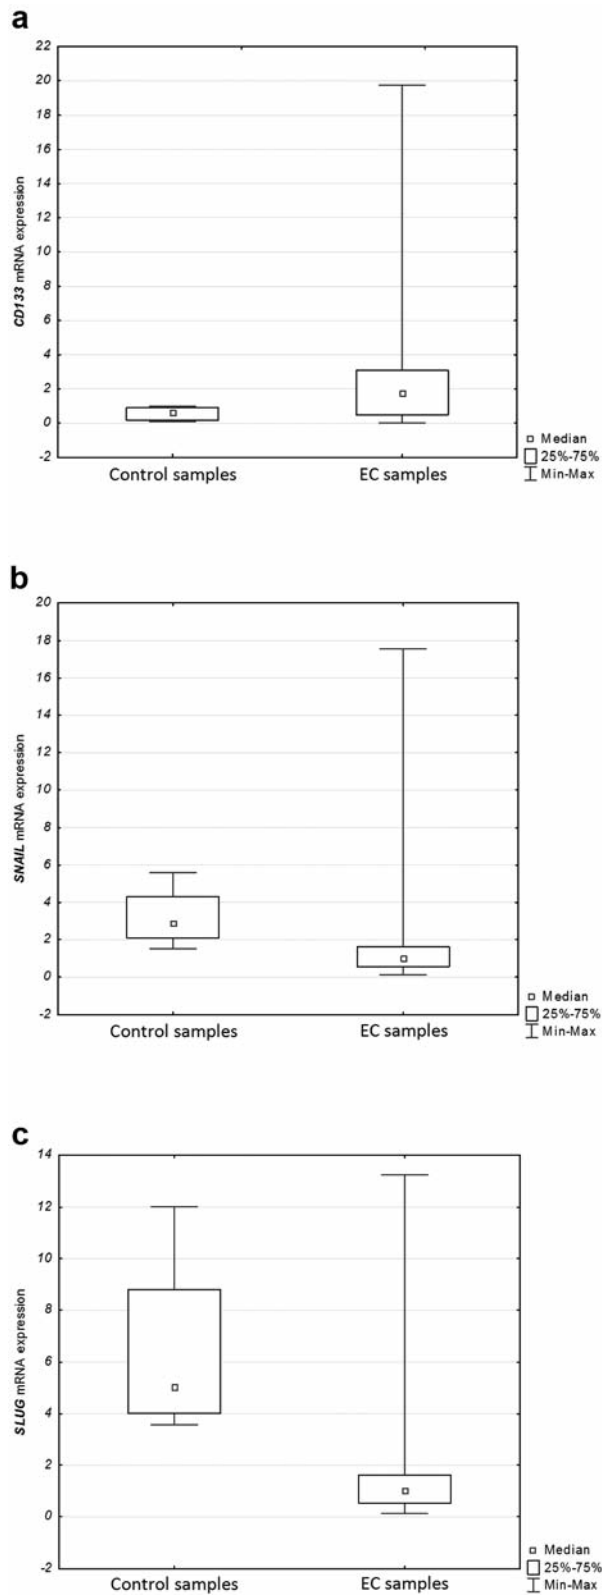 a
22
20
18
16
14
12
10
8
6
4
2
0
-2
CD133 mRNA expression
Control samples EC samples
Median
25%-75%
Min-Max
b
20
18
16
14
12
10
8
6
4
2
0
-2
SNAIL mRNA expression
Control samples EC samples
Median
25%-75%
Min-Max
c
14
12
10
8
6
4
2
0
-2
SLUG mRNA expression
Control samples EC samples
Median
25%-75%
Min-Max